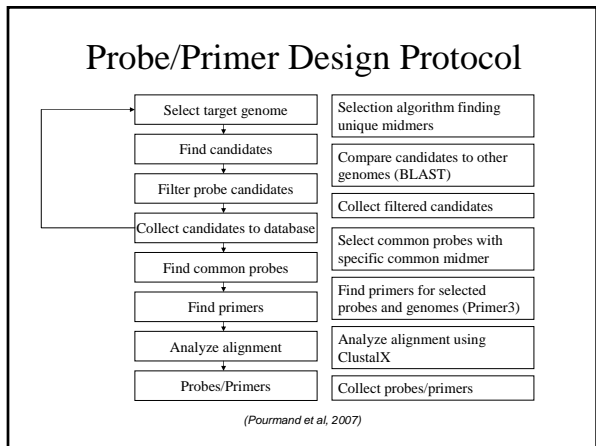 Probe/Primer Design Protocol
Select target genome
Find candidates
Filter probe candidates
Collect candidates to database
Find common probes
Find primers
Analyze alignment
Probes/Primers
Selection algorithm finding
unique midmers
Compare candidates to other
genomes (BLAST)
Collect filtered candidates
Select common probes with
specific common midmer
Find primers for selected
probes and genomes (Primer3)
Analyze alignment using
ClustalX
Collect probes/primers
(Pourmand et al, 2007)